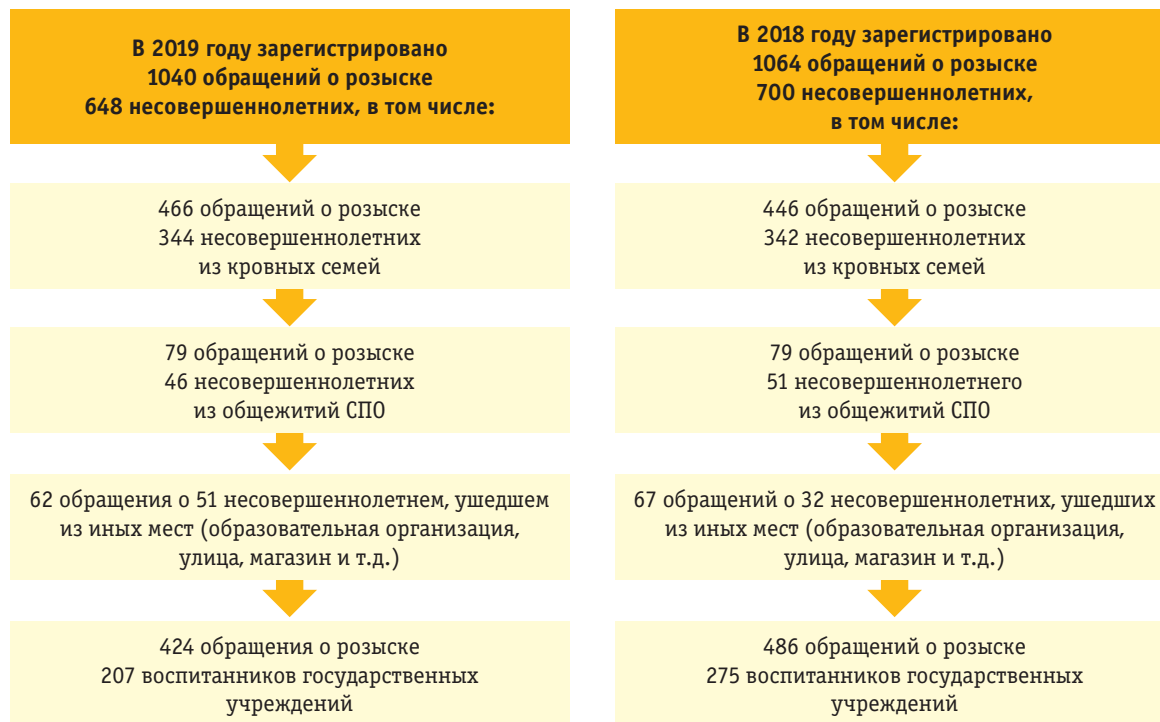 В 2019 году зарегистрировано
1040 обращений о розыске
648 несовершеннолетних, в том числе:
466 обращений о розыске
344 несовершеннолетних
из кровных семей
79 обращений о розыске
46 несовершеннолетних
из общежитий СПО
62 обращения о 51 несовершеннолетнем, ушедшем
из иных мест (образовательная организация,
улица, магазин и т.д.)
424 обращения о розыске
207 воспитанников государственных
учреждений
В 2018 году зарегистрировано
1064 обращений о розыске
700 несовершеннолетних,
в том числе:
446 обращений о розыске
342 несовершеннолетних
из кровных семей
79 обращений о розыске
51 несовершеннолетнего
из общежитий СПО
67 обращений о 32 несовершеннолетних, ушедших
из иных мест (образовательная организация,
улица, магазин и т.д.)
486 обращений о розыске
275 воспитанников государственных
учреждений